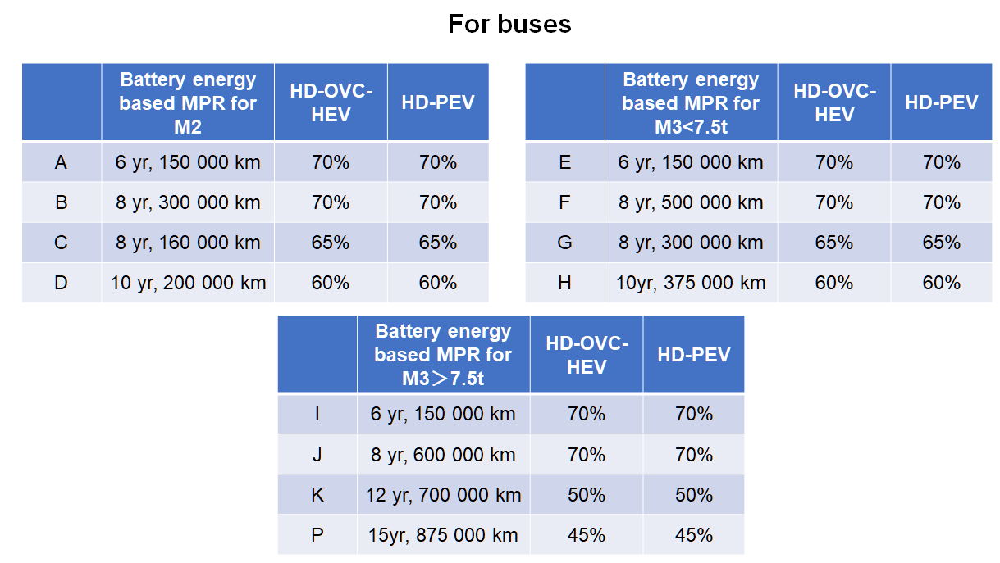 For buses
Battery energy
based MPR for
M2
HD-OVC-
HEV
HD-PEV
A 6 yr, 150 000 km 70% 70%
B 8 yr, 300 000 km 70% 70%
C 8 yr, 160 000 km 65% 65%
D 10 yr, 200 000 km 60% 60%
Battery energy
based MPR for
M3<7.5t
HD-OVC-
HEV
HD-PEV
E 6 yr, 150 000 km 70% 70%
F 8 yr, 500 000 km 70% 70%
G 8 yr, 300 000 km 65% 65%
H 10yr, 375 000 km 60% 60%
Battery energy
based MPR for
M3＞7.5t
HD-OVC-
HEV
HD-PEV
I 6 yr, 150 000 km 70% 70%
J 8 yr, 600 000 km 70% 70%
K 12 yr, 700 000 km 50% 50%
P 15yr, 875 000 km 45% 45%